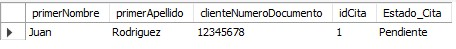 primerNombre primerApellido clienteNumeroDocumento idCita Estado_Cita
Juan Rodriguez 12345678 1 Pendiente